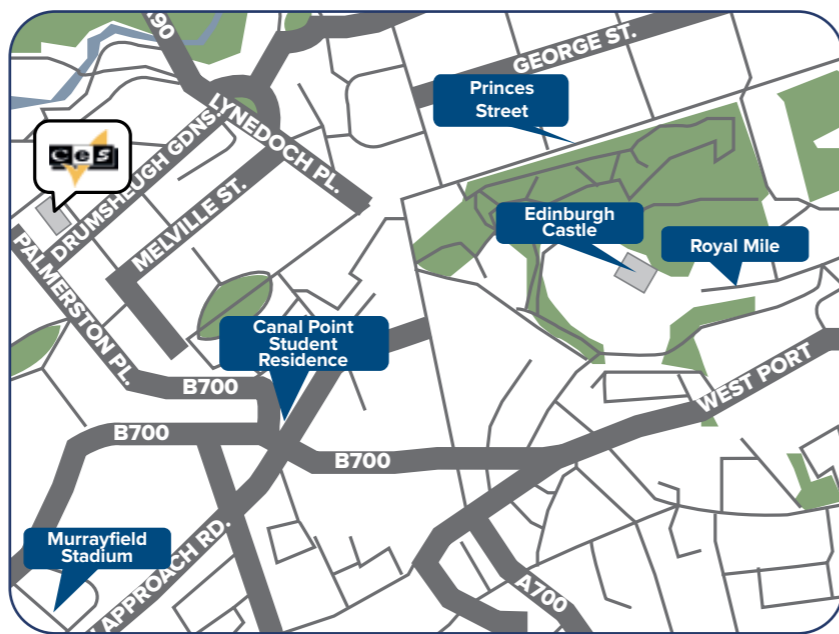 90
GEORGE ST.
Princes
Street
LYNEDOCH PL.
ces
DRUMSHEUGH GDNS.
MELVILLE ST.
Edinburgh
Castle
Royal Mile
PALMERSTON PL.
Canal Point
Student
Residence
B700
WEST PORT
B700
B700
Murrayfield
Stadium
APPROACH RD.
A700